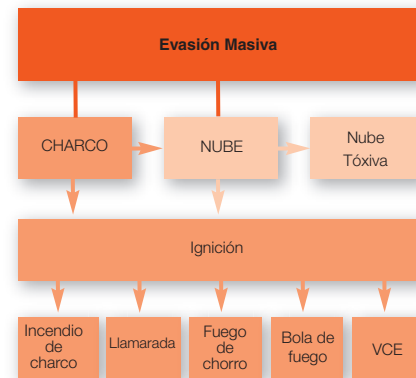 Evasión Masiva
CHARCO
NUBE
Nube
Tóxiva
Ignición
Incendio
de
charco
Llamarada
Fuego
de
chorro
Bola de
fuego
VCE